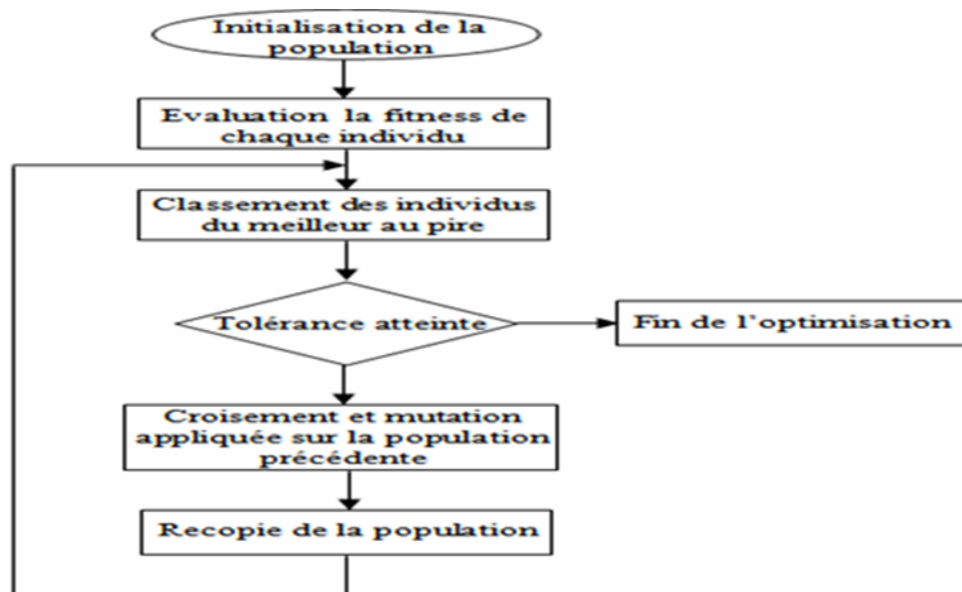 Initialisation de la
population
Evaluation la fitness de
chaque individu
Classement des individus
du meilleur au pire
Tolérance atteinte
Fin de l'optimisation
Croisement et mutation
appliquée sur la population
précédente
Recopie de la population